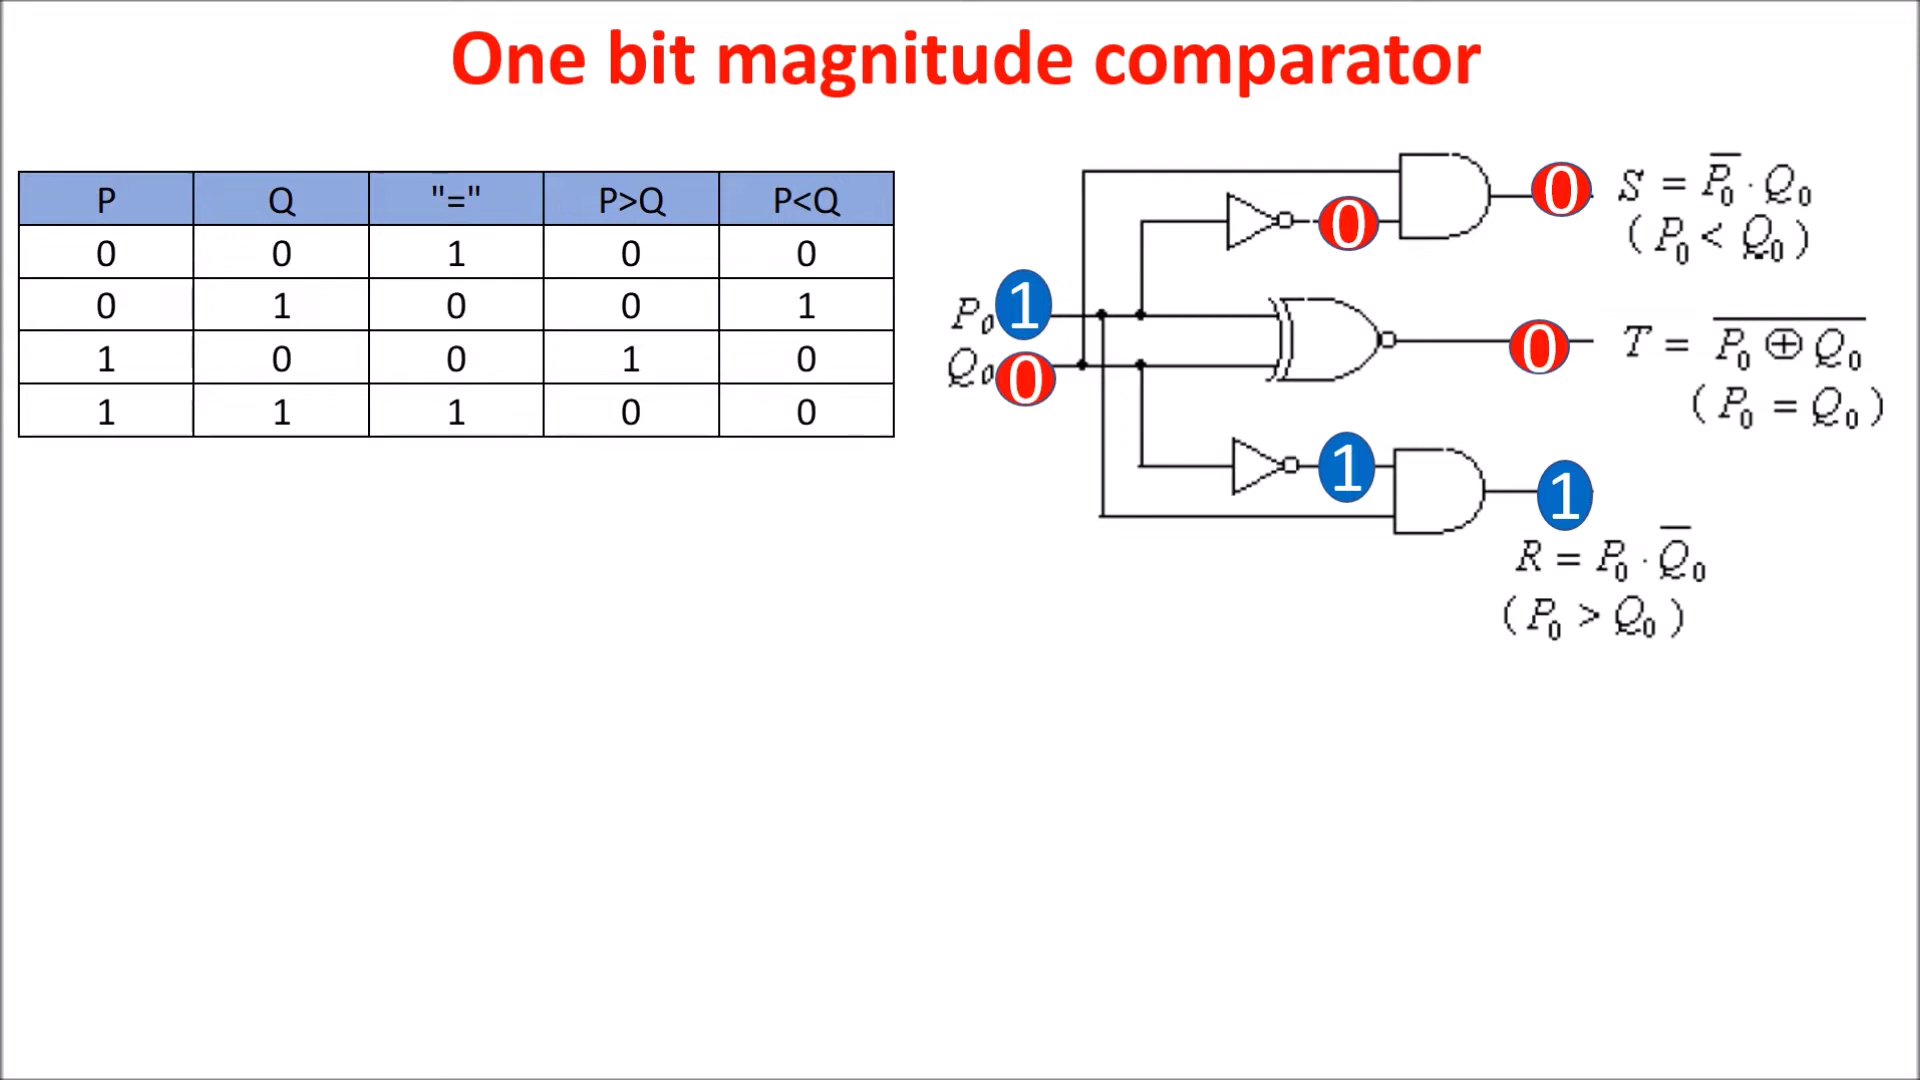 One bit magnitude comparator
P Q "=" P>Q P<Q
0 0 1 0 0
0 1 0 0 1
1 0 0 1 0
1 1 1 0 0
0 S = P̅₀ · Q₀
0 ( P₀ < Q₀ )
P₀ 1
0 T = \overline{P₀ ⊕ Q₀}
Q₀ 0
( P₀ = Q₀ )
1 1
R = P₀ · Q̅₀
( P₀ > Q₀ )